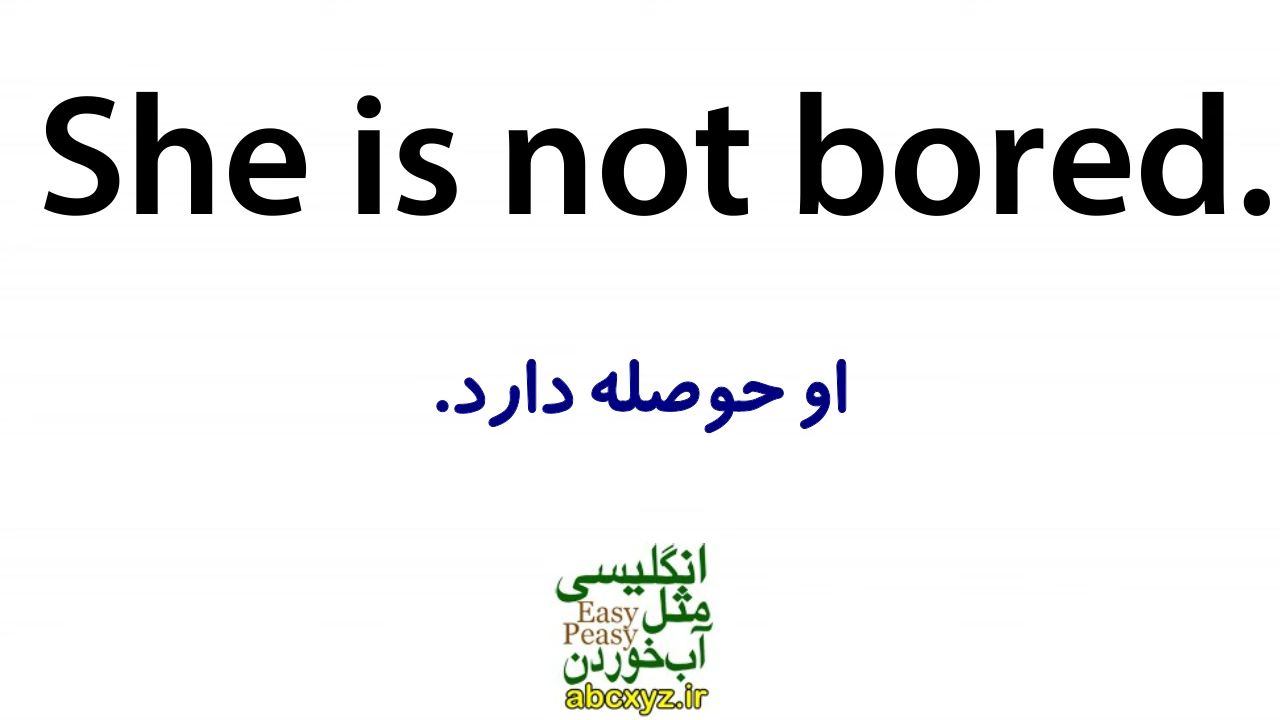 She is not bored.
او حوصله دارد.
انگلیسی
مثل
Easy
Peasy
آب خوردن
abcxyz.ir